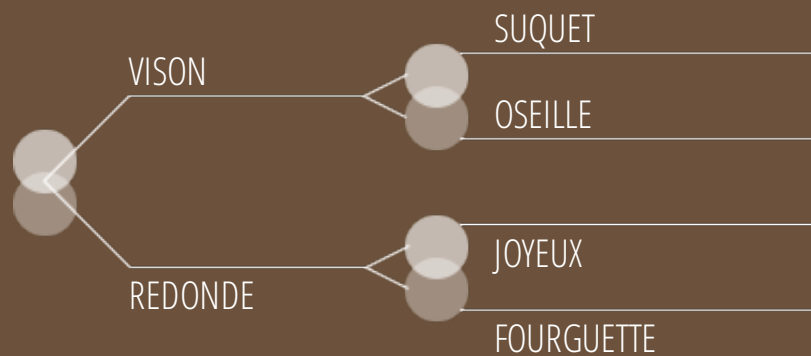 SUQUET
VISON
OSEILLE
JOYEUX
REDONDE
FOURGUETTE